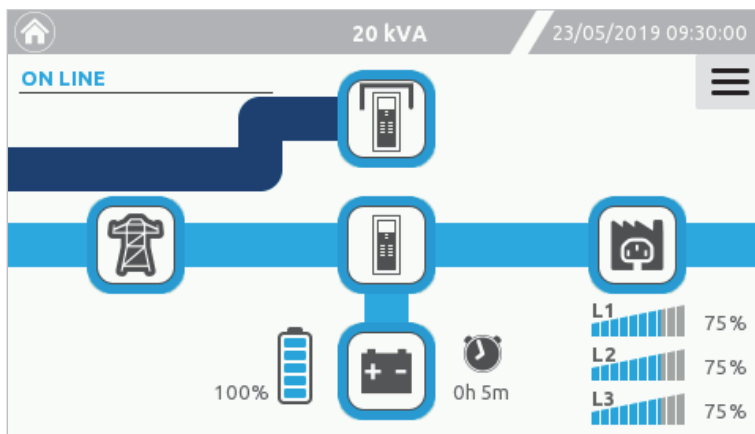 20 kVA
23/05/2019 09:30:00
ON LINE
L1
75%
L2
75%
100%
+ -
0h 5m
L3
75%